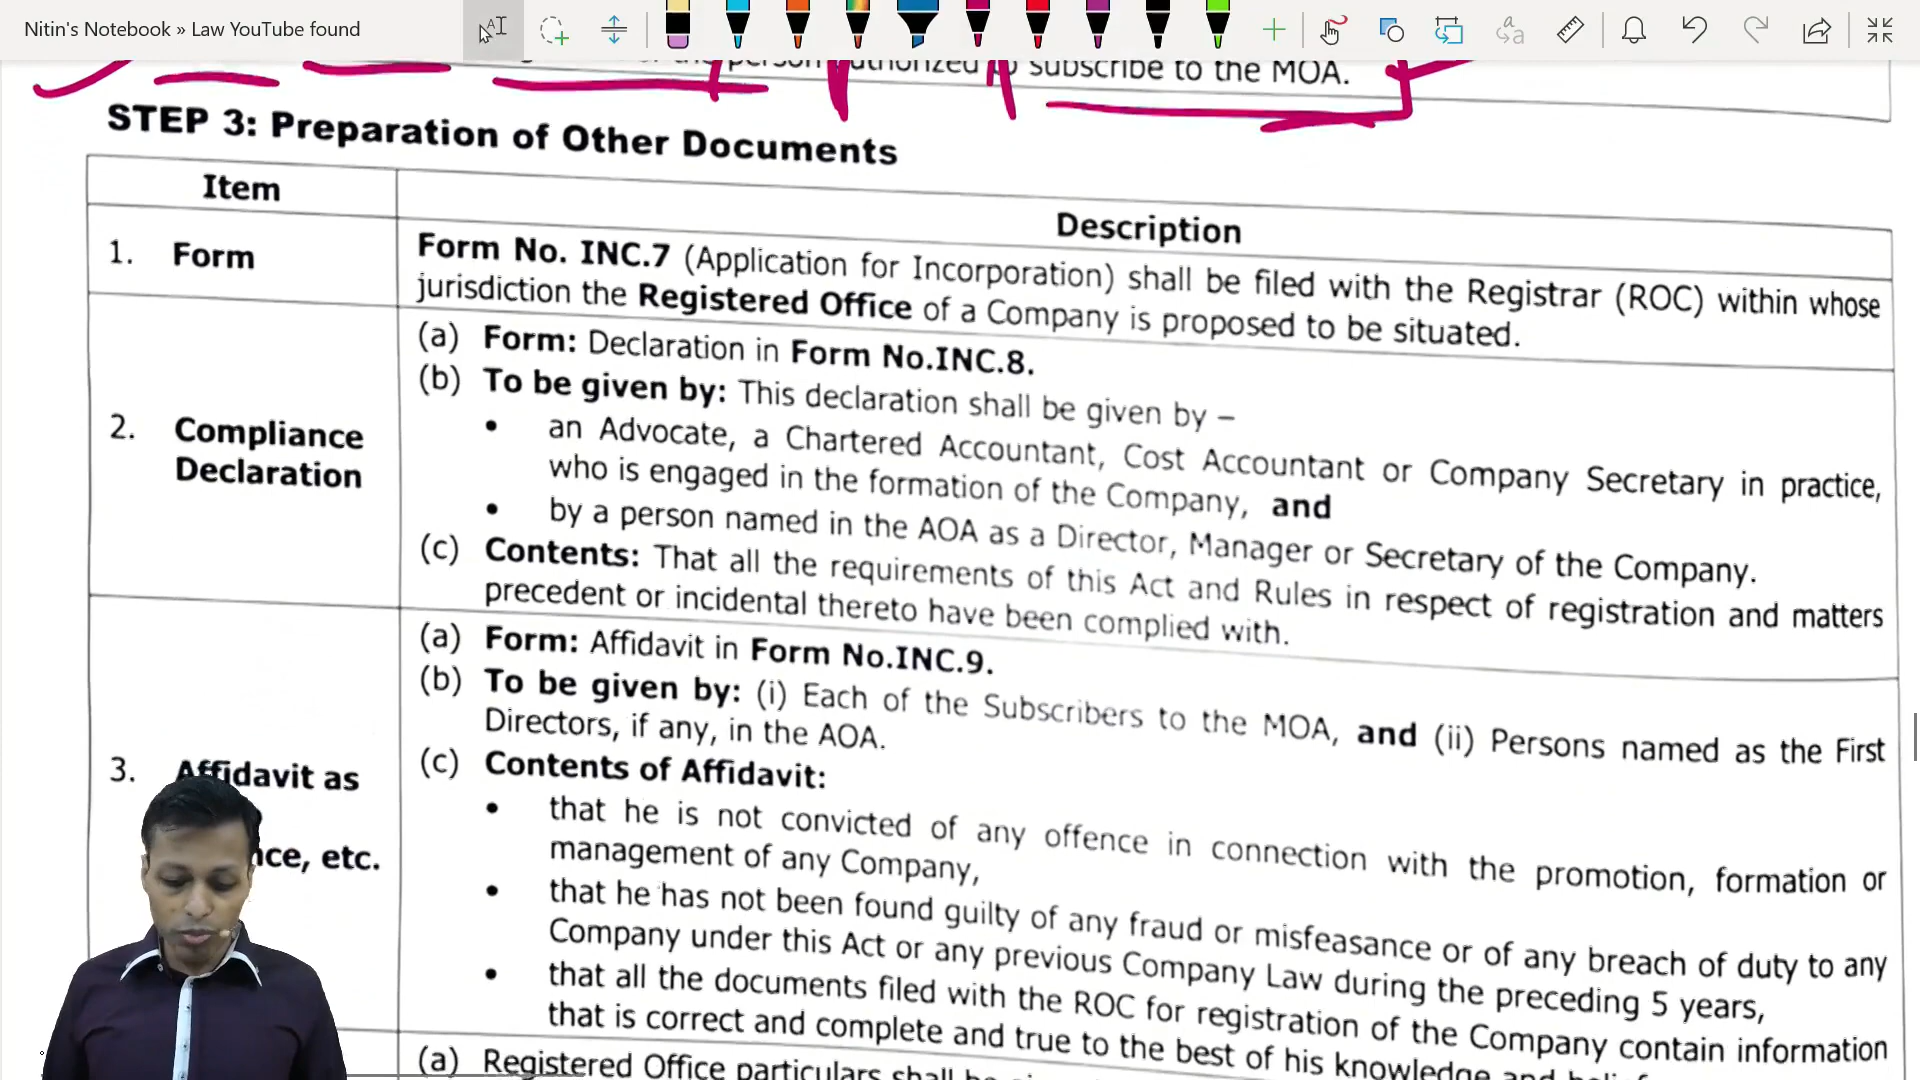 Nitin's Notebook » Law YouTube found
person authorized subscribe to the MOA.
STEP 3: Preparation of Other Documents
Item
Description
1. Form
Form No. INC.7 (Application for Incorporation) shall be filed with the Registrar (ROC) within whose
jurisdiction the Registered Office of a Company is proposed to be situated.
2. Compliance
Declaration
(a) Form: Declaration in Form No.INC.8.
(b) To be given by: This declaration shall be given by –
• an Advocate, a Chartered Accountant, Cost Accountant or Company Secretary in practice,
who is engaged in the formation of the Company, and
• by a person named in the AOA as a Director, Manager or Secretary of the Company.
(c) Contents: That all the requirements of this Act and Rules in respect of registration and matters
precedent or incidental thereto have been complied with.
3. Affidavit as
nce, etc.
(a) Form: Affidavit in Form No.INC.9.
(b) To be given by: (i) Each of the Subscribers to the MOA, and (ii) Persons named as the First
Directors, if any, in the AOA.
(c) Contents of Affidavit:
• that he is not convicted of any offence in connection with the promotion, formation or
management of any Company,
• that he has not been found guilty of any fraud or misfeasance or of any breach of duty to any
Company under this Act or any previous Company Law during the preceding 5 years,
• that all the documents filed with the ROC for registration of the Company contain information
that is correct and complete and true to the best of his knowledge and
(a) Registered Office particulars shall be